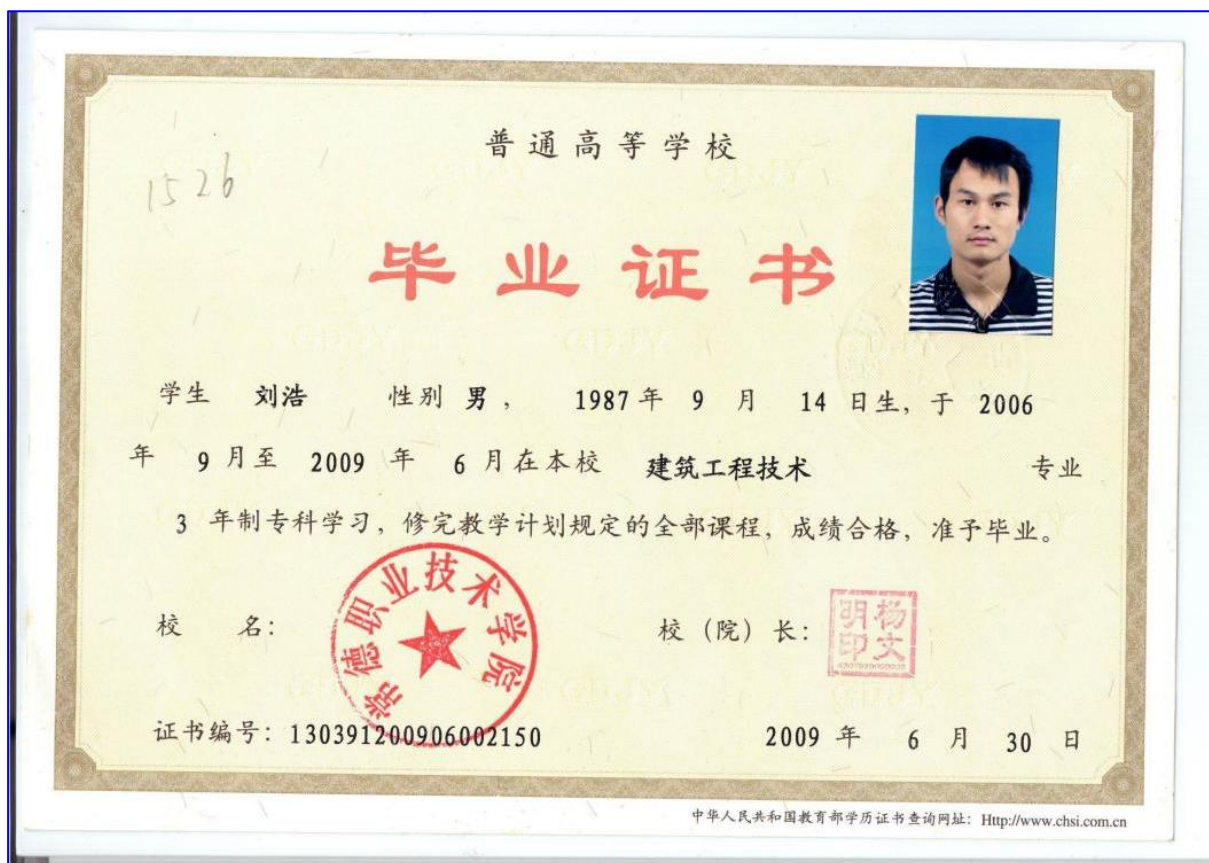 普通高等学校
1526
毕业证书
学生 刘浩 性别 男， 1987 年 9 月 14 日生，于 2006
年 9 月至 2009 年 6 月在本校 建筑工程技术 专业
3 年制专科学习，修完教学计划规定的全部课程，成绩合格，准予毕业。
校 名：
常德职业技术学院
校（院）长：
杨文
明印
证书编号：130391200906002150
2009 年 6 月 30 日
中华人民共和国教育部学历证书查询网址：Http://www.chsi.com.cn